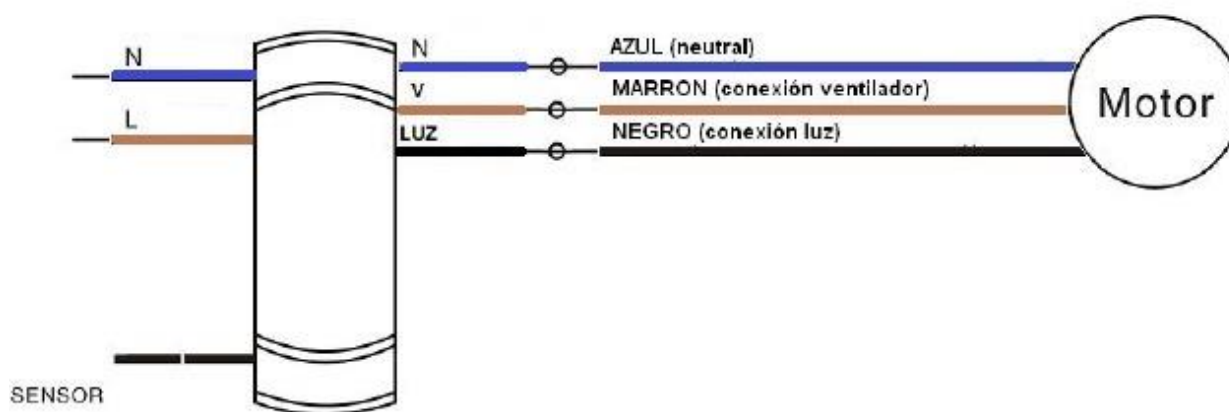 N
L
SENSOR
N
V
LUZ
AZUL (neutral)
MARRON (conexión ventilador)
NEGRO (conexión luz)
Motor